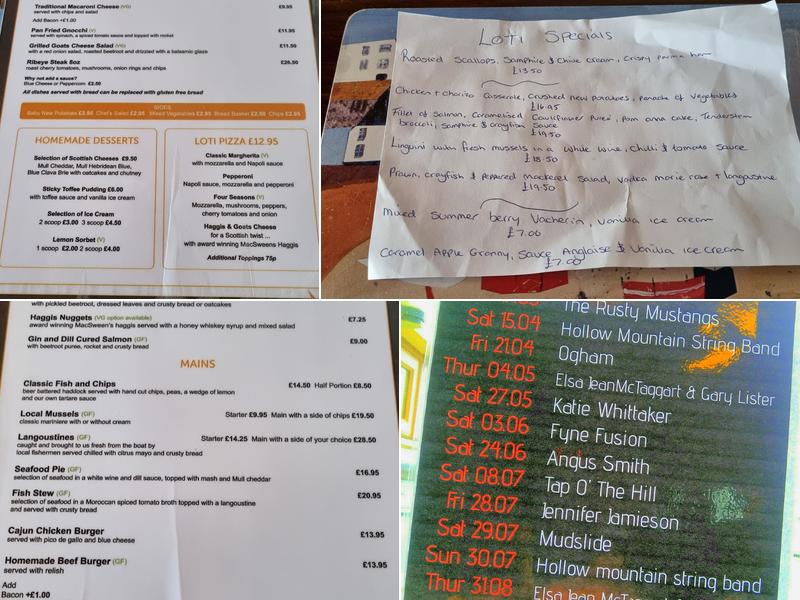 Traditional Macaroni Cheese (VG) £9.95
served with chips and salad
Add Bacon +£1.00
Pan Fried Gnocchi (V) £11.95
served with spinach, a spiced tomato sauce and topped with rocket
Grilled Goats Cheese Salad (VG) £11.50
with a red onion salad, roasted beetroot and drizzled with a balsamic glaze
Ribeye Steak 8oz £26.50
roast cherry tomatoes, mushrooms, onion rings and chips
Why not add a sauce?
Blue Cheese or Peppercorn £2.50
All dishes served with bread can be replaced with gluten free bread
SIDES
Baby New Potatoes £3.95 Chef's Salad £2.95 Mixed Vegetables £2.95 Bread Basket £2.50 Chips £2.95
HOMEMADE DESSERTS
Selection of Scottish Cheeses £9.50
Mull Cheddar, Mull Hebridean Blue,
Blue Clava Brie with oatcakes and chutney
Sticky Toffee Pudding £6.00
with toffee sauce and vanilla ice cream
Selection of Ice Cream
2 scoop £3.00 3 scoop £4.50
Lemon Sorbet (V)
1 scoop £2.00 2 scoop £4.00
LOTI PIZZA £12.95
Classic Margherita (V)
with mozzarella and Napoli sauce
Pepperoni
Napoli sauce, mozzarella and pepperoni
Four Seasons (V)
Mozzarella, mushrooms, peppers,
cherry tomatoes and onion
Haggis & Goats Cheese
for a Scottish twist ...
with award winning MacSweens Haggis
Additional Toppings 75p
LOTI SPECIALS
Roasted Scallops, Samphire & Chive cream, Crispy parma ham
£13.50
Chicken + chorizo Casserole, Crushed new potatoes, panache of vegetables
£16.95
Fillet of Salmon, Caramelised Cauliflower Pureé, Pom anna cake, Tenderstem
broccoli, samphire & crayfish sauce
£19.50
Linguini with fresh mussels in a White wine, Chilli & tomato sauce
£18.50
Prawn, crayfish & peppered mackerel salad, vodka marie rose + langoustine
£19.50
Mixed Summer berry Vacherin, vanilla ice cream
£7.00
Caramel Apple Granny, Sauce Anglaise & Vanilla ice cream
£7.00
with pickled beetroot, dressed leaves and crusty bread or oatcakes
Haggis Nuggets (VG option available) £7.25
award winning MacSween's haggis served with a honey whiskey syrup and mixed salad
Gin and Dill Cured Salmon (GF) £9.00
with beetroot puree, rocket and crusty bread
MAINS
Classic Fish and Chips £14.50 Half Portion £8.50
beer battered haddock served with hand cut chips, peas, a wedge of lemon
and our own tartare sauce
Local Mussels (GF) Starter £9.95 Main with a side of chips £19.50
classic mariniere with or without cream
Langoustines (GF) Starter £14.25 Main with a side of your choice £28.50
caught and brought to us fresh from the boat by
local fishermen served chilled with citrus mayo and crusty bread
Seafood Pie (GF) £16.95
selection of seafood in a white wine and dill sauce, topped with mash and Mull cheddar
Fish Stew (GF) £20.95
selection of seafood in a Moroccan spiced tomato broth topped with a langoustine
and served with crusty bread
Cajun Chicken Burger £13.95
served with pico de gallo and blue cheese
Homemade Beef Burger (GF) £13.95
served with relish
Add
Bacon +£1.00
The Rusty Mustangs
Sat 15.04 Hollow Mountain String Band
Fri 21.04 Ogham
Thur 04.05 Elsa JeanMcTaggart & Gary Lister
Sat 27.05 Katie Whittaker
Sat 03.06 Fyne Fusion
Sat 24.06 Angus Smith
Sat 08.07 Tap O' The Hill
Fri 28.07 Jennifer Jamieson
Sat 29.07 Mudslide
Sun 30.07 Hollow mountain string band
Thur 31.08 Elsa Jean